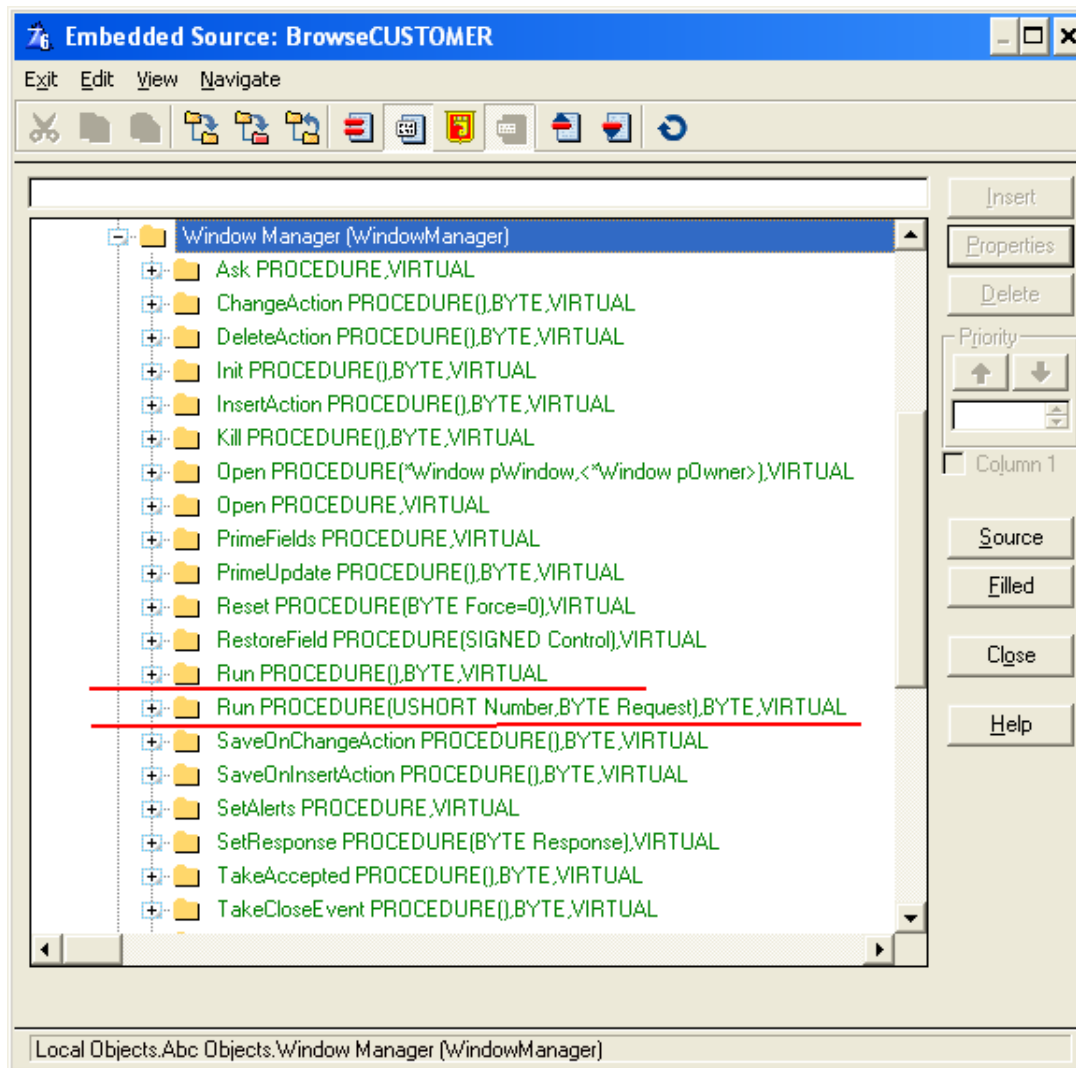 Embedded Source: BrowseCUSTOMER
Exit Edit View Navigate
Insert
Properties
Delete
Priority
Column 1
Source
Filled
Close
Help
Window Manager (WindowManager)
Ask PROCEDURE,VIRTUAL
ChangeAction PROCEDURE(),BYTE,VIRTUAL
DeleteAction PROCEDURE(),BYTE,VIRTUAL
Init PROCEDURE(),BYTE,VIRTUAL
InsertAction PROCEDURE(),BYTE,VIRTUAL
Kill PROCEDURE(),BYTE,VIRTUAL
Open PROCEDURE(*Window pWindow,<*Window pOwner>),VIRTUAL
Open PROCEDURE,VIRTUAL
PrimeFields PROCEDURE,VIRTUAL
PrimeUpdate PROCEDURE(),BYTE,VIRTUAL
Reset PROCEDURE(BYTE Force=0),VIRTUAL
RestoreField PROCEDURE(SIGNED Control),VIRTUAL
Run PROCEDURE(),BYTE,VIRTUAL
Run PROCEDURE(USHORT Number,BYTE Request),BYTE,VIRTUAL
SaveOnChangeAction PROCEDURE(),BYTE,VIRTUAL
SaveOnInsertAction PROCEDURE(),BYTE,VIRTUAL
SetAlerts PROCEDURE,VIRTUAL
SetResponse PROCEDURE(BYTE Response),VIRTUAL
TakeAccepted PROCEDURE(),BYTE,VIRTUAL
TakeCloseEvent PROCEDURE(),BYTE,VIRTUAL
Local Objects.Abc Objects.Window Manager (WindowManager)